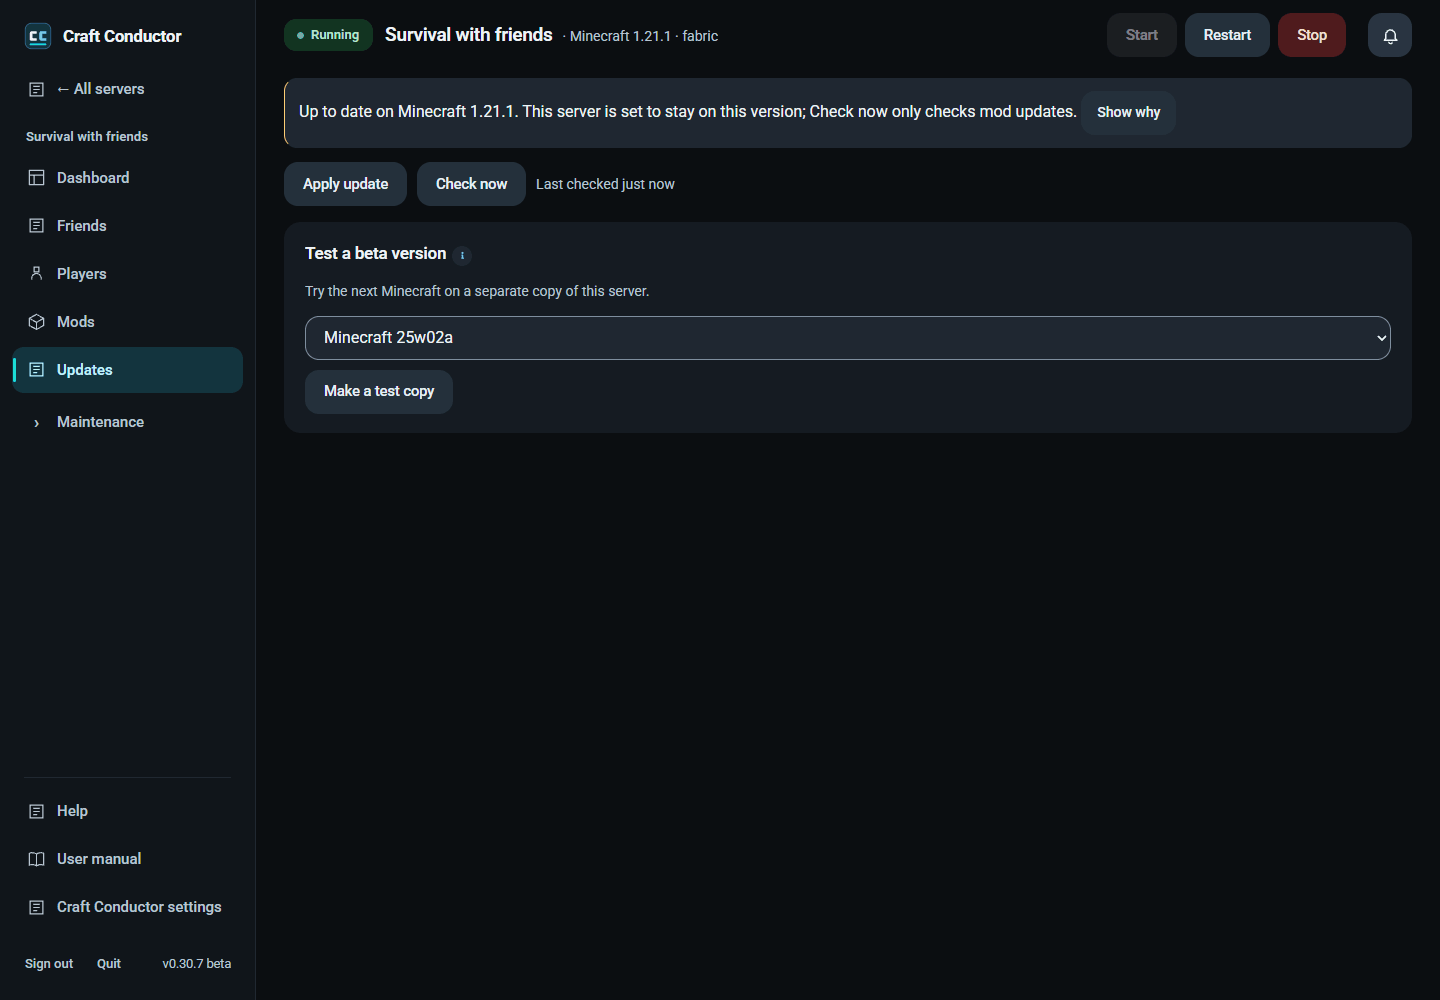 Craft Conductor
← All servers
Survival with friends
Dashboard
Friends
Players
Mods
Updates
Maintenance
Help
User manual
Craft Conductor settings
Sign out Quit v0.30.7 beta
Running Survival with friends · Minecraft 1.21.1 · fabric Start Restart Stop
Up to date on Minecraft 1.21.1. This server is set to stay on this version; Check now only checks mod updates. Show why
Apply update Check now Last checked just now
Test a beta version i
Try the next Minecraft on a separate copy of this server.
Minecraft 25w02a
Make a test copy